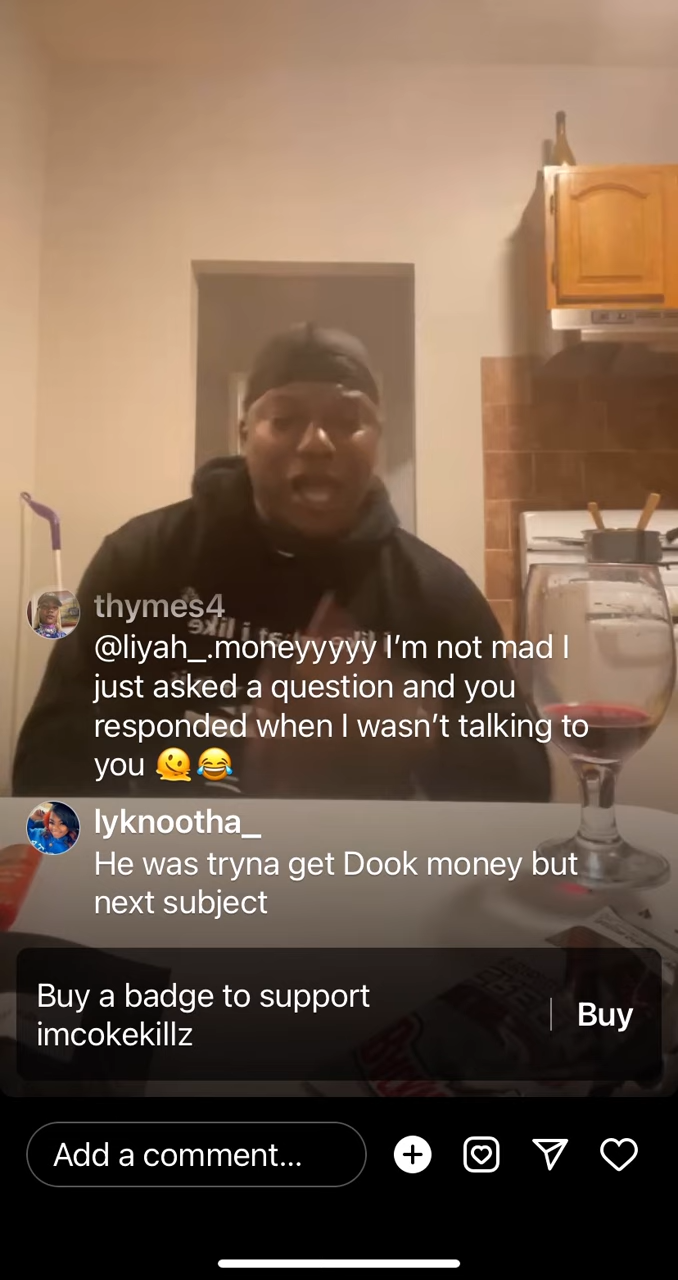 thymes4
@liyah_.moneyyyyy I’m not mad I
just asked a question and you
responded when I wasn’t talking to
you 🫠😂
lyknootha_
He was tryna get Dook money but
next subject
Buy a badge to support
imcokekillz
Buy
Add a comment...